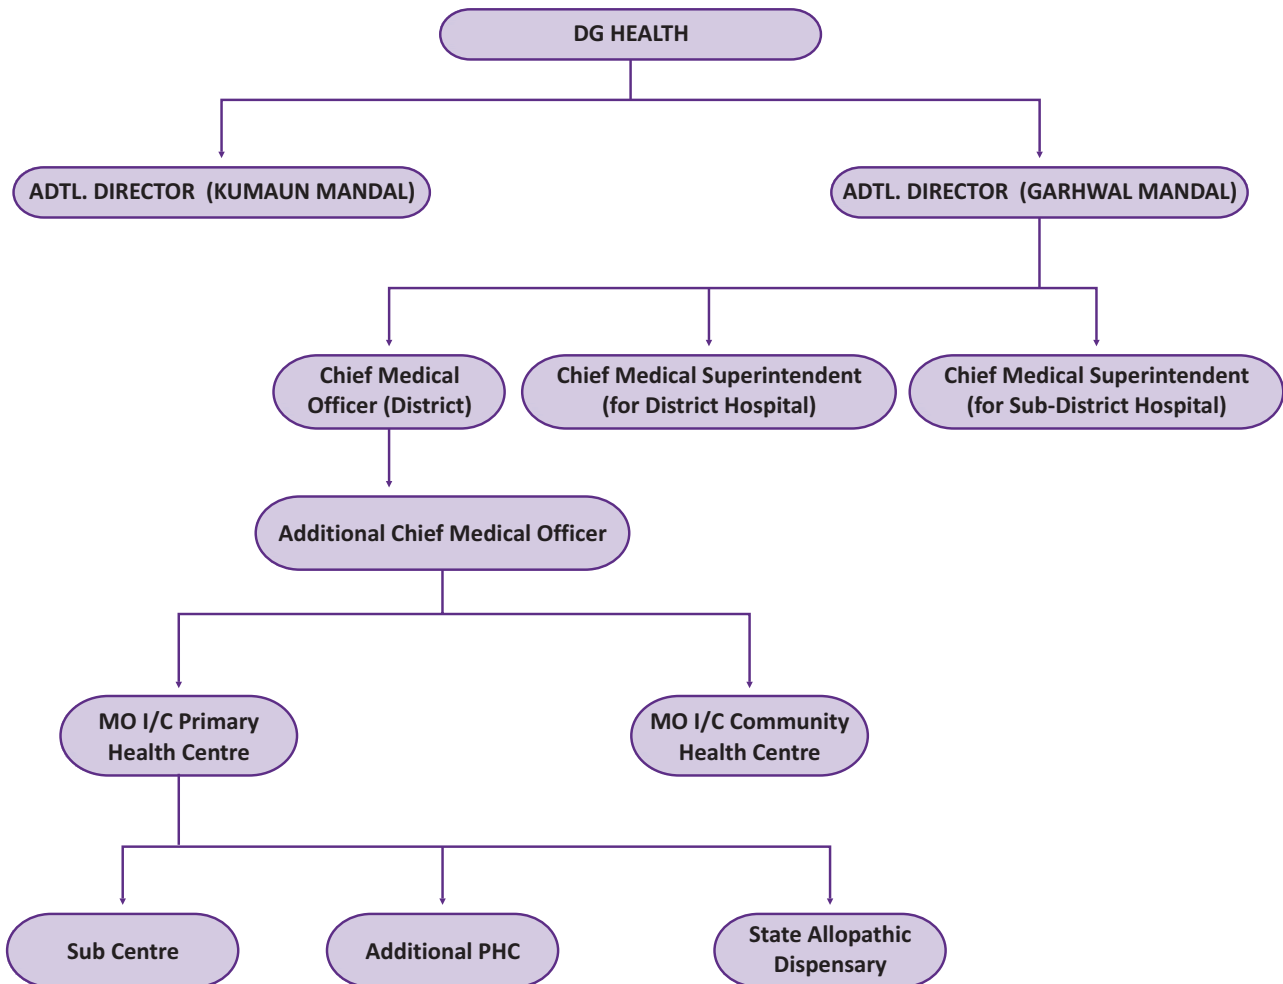 DG HEALTH
ADTL. DIRECTOR (KUMAUN MANDAL)
ADTL. DIRECTOR (GARHWAL MANDAL)
Chief Medical
Officer (District)
Chief Medical Superintendent
(for District Hospital)
Chief Medical Superintendent
(for Sub-District Hospital)
Additional Chief Medical Officer
MO I/C Primary
Health Centre
MO I/C Community
Health Centre
Sub Centre
Additional PHC
State Allopathic
Dispensary